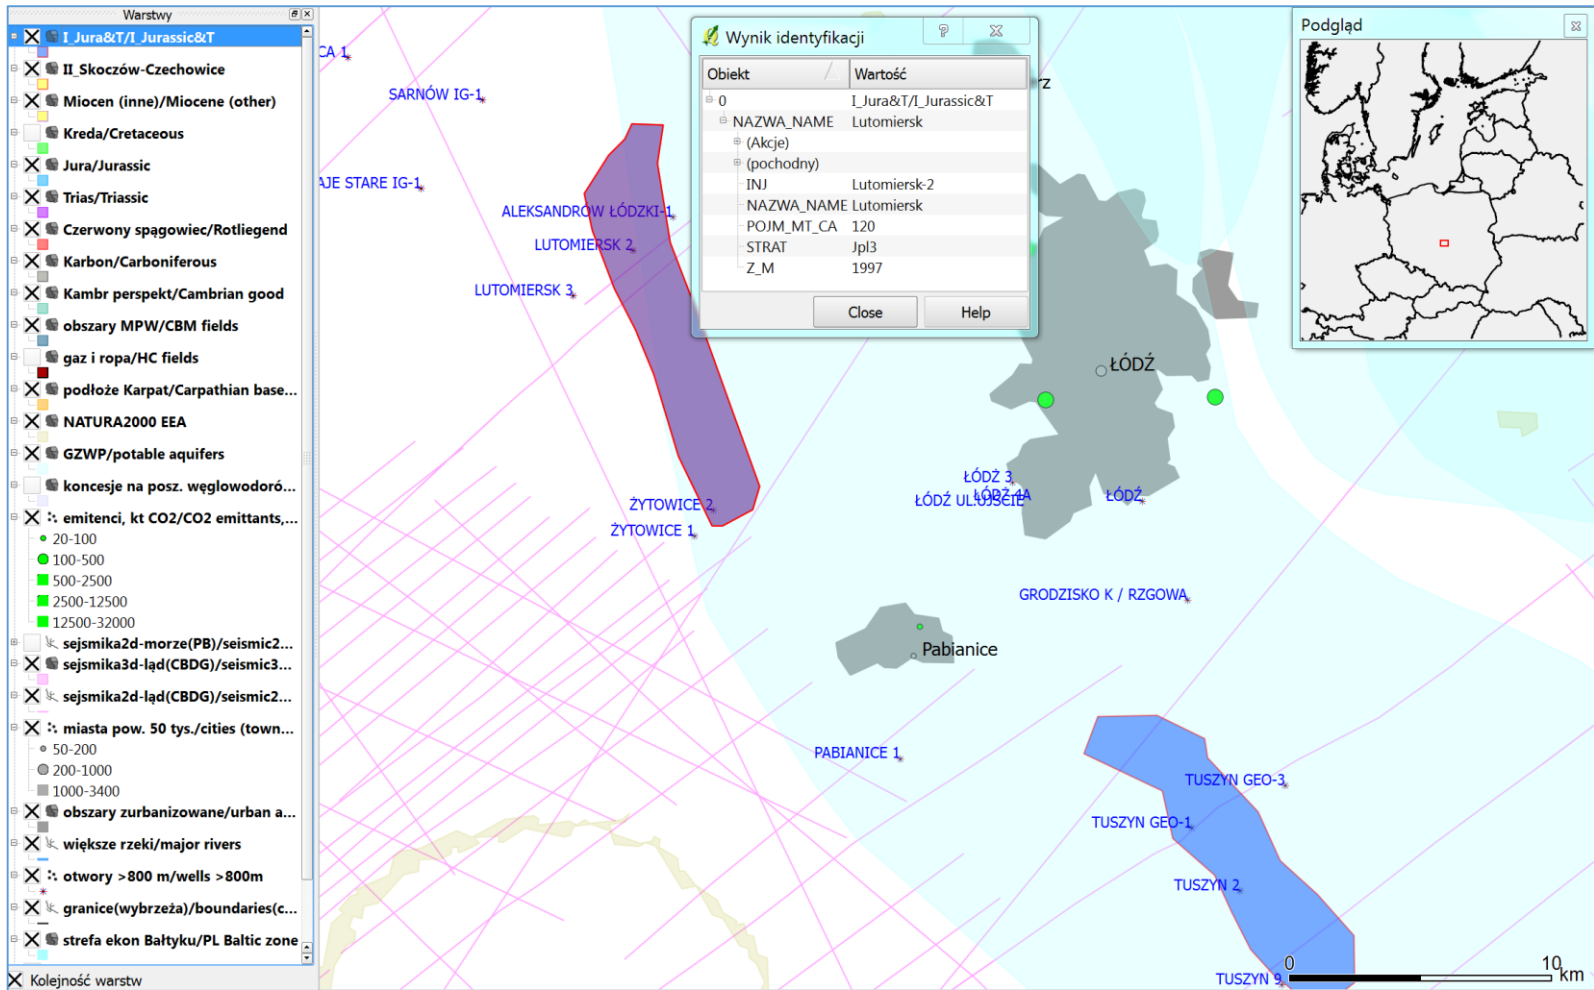 Warstwy
I_Jura&T/I_Jurassic&T
II_Skoczów-Czechowice
Miocen (inne)/Miocene (other)
Kreda/Cretaceous
Jura/Jurassic
Trias/Triassic
Czerwony spągowiec/Rotliegend
Karbon/Carboniferous
Kambr perspekt/Cambrian good
obszary MPW/CBM fields
gaz i ropa/HC fields
podłoże Karpat/Carpathian base...
NATURA2000 EEA
GZWP/potable aquifers
koncesje na posz. węglowodoró...
emitenci, kt CO2/CO2 emittants,...
20-100
100-500
500-2500
2500-12500
12500-32000
sejsmika2d-morze(PB)/seismic2...
sejsmika3d-ląd(CBDG)/seismic3...
sejsmika2d-ląd(CBDG)/seismic2...
miasta pow. 50 tys./cities (town...
50-200
200-1000
1000-3400
obszary zurbanizowane/urban a...
większe rzeki/major rivers
otwory >800 m/wells >800m
granice(wybrzeża)/boundaries(c...
strefa ekon Bałtyku/PL Baltic zone
Kolejność warstw
CA 1
SARNÓW IG-1
AJE STARE IG-1
ALEKSANDRÓW ŁÓDZKI-1
LUTOMIERSK 2
LUTOMIERSK 3
ŻYTOWICE 2
ŻYTOWICE 1
Wynik identyfikacji
Obiekt Wartość
0 I_Jura&T/I_Jurassic&T
NAZWA_NAME Lutomiersk
(Akcje)
(pochodny)
INJ Lutomiersk-2
NAZWA_NAME Lutomiersk
POJM_MT_CA 120
STRAT Jpl3
Z_M 1997
Close Help
rz
ŁÓDŹ
ŁÓDŹ 3
ŁÓDŹ 4A
ŁÓDŹ UL.UJŚCIE
ŁÓDŹ
GRODZISKO K / RZGOWA
Pabianice
PABIANICE 1
TUSZYN GEO-3
TUSZYN GEO-1
TUSZYN 2
TUSZYN 9
0 10 km
Podgląd